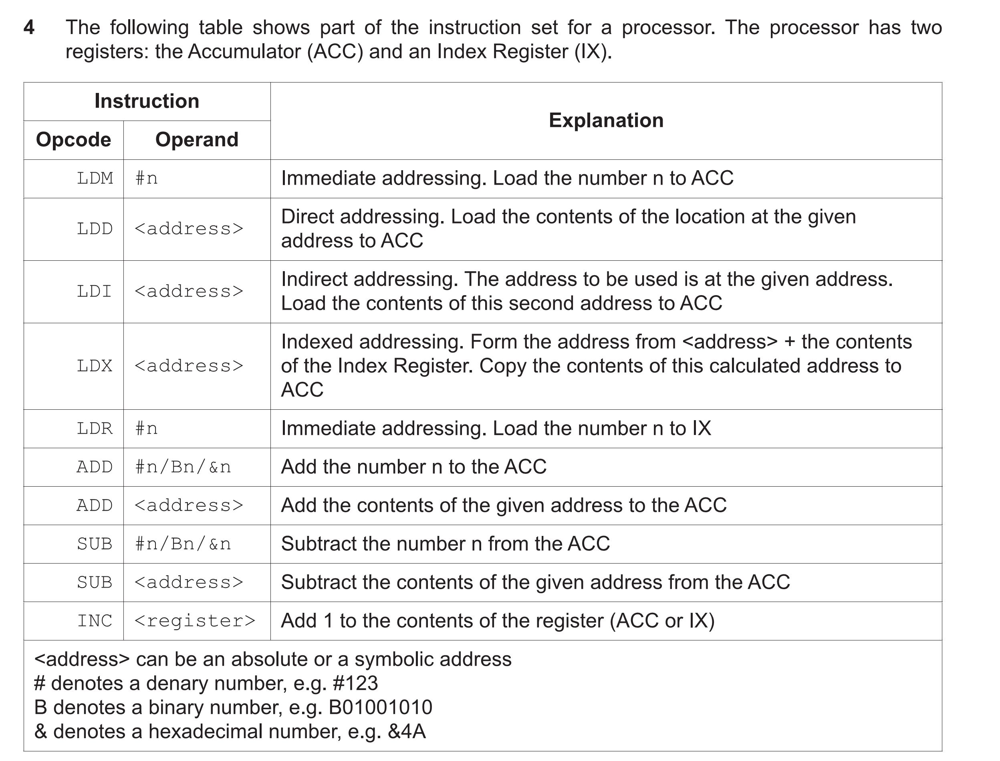 4 The following table shows part of the instruction set for a processor. The processor has two
registers: the Accumulator (ACC) and an Index Register (IX).
Instruction
Explanation
Opcode Operand
LDM #n Immediate addressing. Load the number n to ACC
LDD <address> Direct addressing. Load the contents of the location at the given
address to ACC
LDI <address> Indirect addressing. The address to be used is at the given address.
Load the contents of this second address to ACC
LDX <address> Indexed addressing. Form the address from <address> + the contents
of the Index Register. Copy the contents of this calculated address to
ACC
LDR #n Immediate addressing. Load the number n to IX
ADD #n/Bn/&n Add the number n to the ACC
ADD <address> Add the contents of the given address to the ACC
SUB #n/Bn/&n Subtract the number n from the ACC
SUB <address> Subtract the contents of the given address from the ACC
INC <register> Add 1 to the contents of the register (ACC or IX)
<address> can be an absolute or a symbolic address
# denotes a denary number, e.g. #123
B denotes a binary number, e.g. B01001010
& denotes a hexadecimal number, e.g. &4A